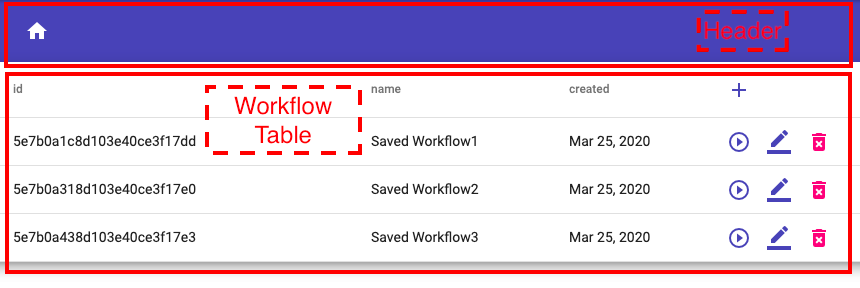 Header
id name created
Workflow
Table
5e7b0a1c8d103e40ce3f17dd Saved Workflow1 Mar 25, 2020
5e7b0a318d103e40ce3f17e0 Saved Workflow2 Mar 25, 2020
5e7b0a438d103e40ce3f17e3 Saved Workflow3 Mar 25, 2020